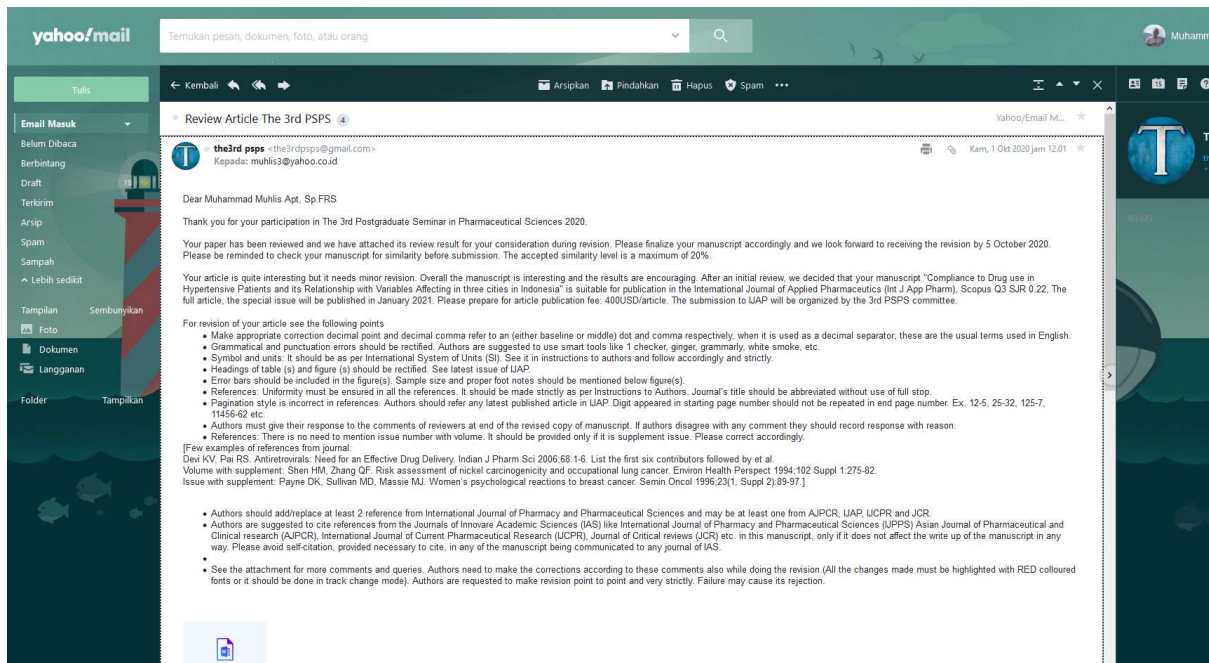 yahoo!mail
Temukan pesan, dokumen, foto, atau orang
Muhamm
Tulis
Kembali
Arsipkan Pindahkan Hapus Spam
Email Masuk
Belum Dibaca
Berbintang
Draft 18
Terkirim
Arsip
Spam
Sampah
Lebih sedikit
Tampilan Sembunyikan
Foto
Dokumen
Langganan
Folder Tampilkan
Review Article The 3rd PSPS 4
Yahoo/Email M...
the3rd psps <the3rdpsps@gmail.com>
Kepada: muhlis3@yahoo.co.id
Kam, 1 Okt 2020 jam 12.01
Dear Muhammad Muhlis Apt, Sp.FRS
Thank you for your participation in The 3rd Postgraduate Seminar in Pharmaceutical Sciences 2020.
Your paper has been reviewed and we have attached its review result for your consideration during revision. Please finalize your manuscript accordingly and we look forward to receiving the revision by 5 October 2020.
Please be reminded to check your manuscript for similarity before submission. The accepted similarity level is a maximum of 20%.
Your article is quite interesting but it needs minor revision. Overall the manuscript is interesting and the results are encouraging. After an initial review, we decided that your manuscript "Compliance to Drug use in
Hypertensive Patients and its Relationship with Variables Affecting in three cities in Indonesia" is suitable for publication in the International Journal of Applied Pharmaceutics (Int J App Pharm), Scopus Q3 SJR 0.22, The
full article, the special issue will be published in January 2021. Please prepare for article publication fee: 400USD/article. The submission to IJAP will be organized by the 3rd PSPS committee.
For revision of your article see the following points
• Make appropriate correction decimal point and decimal comma refer to an (either baseline or middle) dot and comma respectively, when it is used as a decimal separator; these are the usual terms used in English.
• Grammatical and punctuation errors should be rectified. Authors are suggested to use smart tools like 1 checker, ginger, grammarly, white smoke, etc.
• Symbol and units: It should be as per International System of Units (SI). See it in instructions to authors and follow accordingly and strictly.
• Headings of table (s) and figure (s) should be rectified. See latest issue of IJAP.
• Error bars should be included in the figure(s). Sample size and proper foot notes should be mentioned below figure(s).
• References: Uniformity must be ensured in all the references. It should be made strictly as per Instructions to Authors. Journal's title should be abbreviated without use of full stop.
• Pagination style is incorrect in references. Authors should refer any latest published article in IJAP. Digit appeared in starting page number should not be repeated in end page number. Ex. 12-5, 25-32, 125-7,
11456-62 etc.
• Authors must give their response to the comments of reviewers at end of the revised copy of manuscript. If authors disagree with any comment they should record response with reason.
• References: There is no need to mention issue number with volume. It should be provided only if it is supplement issue. Please correct accordingly.
[Few examples of references from journal:
Devi KV, Pai RS. Antiretrovirals: Need for an Effective Drug Delivery. Indian J Pharm Sci 2006;68:1-6. List the first six contributors followed by et al.
Volume with supplement: Shen HM, Zhang QF. Risk assessment of nickel carcinogenicity and occupational lung cancer. Environ Health Perspect 1994;102 Suppl 1:275-82.
Issue with supplement: Payne DK, Sullivan MD, Massie MJ. Women's psychological reactions to breast cancer. Semin Oncol 1996;23(1, Suppl 2):89-97.]
• Authors should add/replace at least 2 reference from International Journal of Pharmacy and Pharmaceutical Sciences and may be at least one from AJPCR, IJAP, IJCPR and JCR.
• Authors are suggested to cite references from the Journals of Innovare Academic Sciences (IAS) like International Journal of Pharmacy and Pharmaceutical Sciences (IJPPS) Asian Journal of Pharmaceutical and
Clinical research (AJPCR), International Journal of Current Pharmaceutical Research (IJCPR), Journal of Critical reviews (JCR) etc. in this manuscript, only if it does not affect the write up of the manuscript in any
way. Please avoid self-citation, provided necessary to cite, in any of the manuscript being communicated to any journal of IAS.
•
• See the attachment for more comments and queries. Authors need to make the corrections according to these comments also while doing the revision.(All the changes made must be highlighted with RED coloured
fonts or it should be done in track change mode). Authors are requested to make revision point to point and very strictly. Failure may cause its rejection.